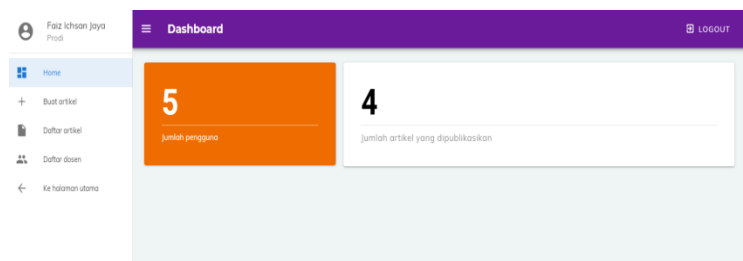 Faiz Ichsan Jaya
Prodi
Home
Buat artikel
Daftar artikel
Daftar dosen
Ke halaman utama
Dashboard
LOGOUT
5
jumlah pengguna
4
Jumlah artikel yang dipublikasikan